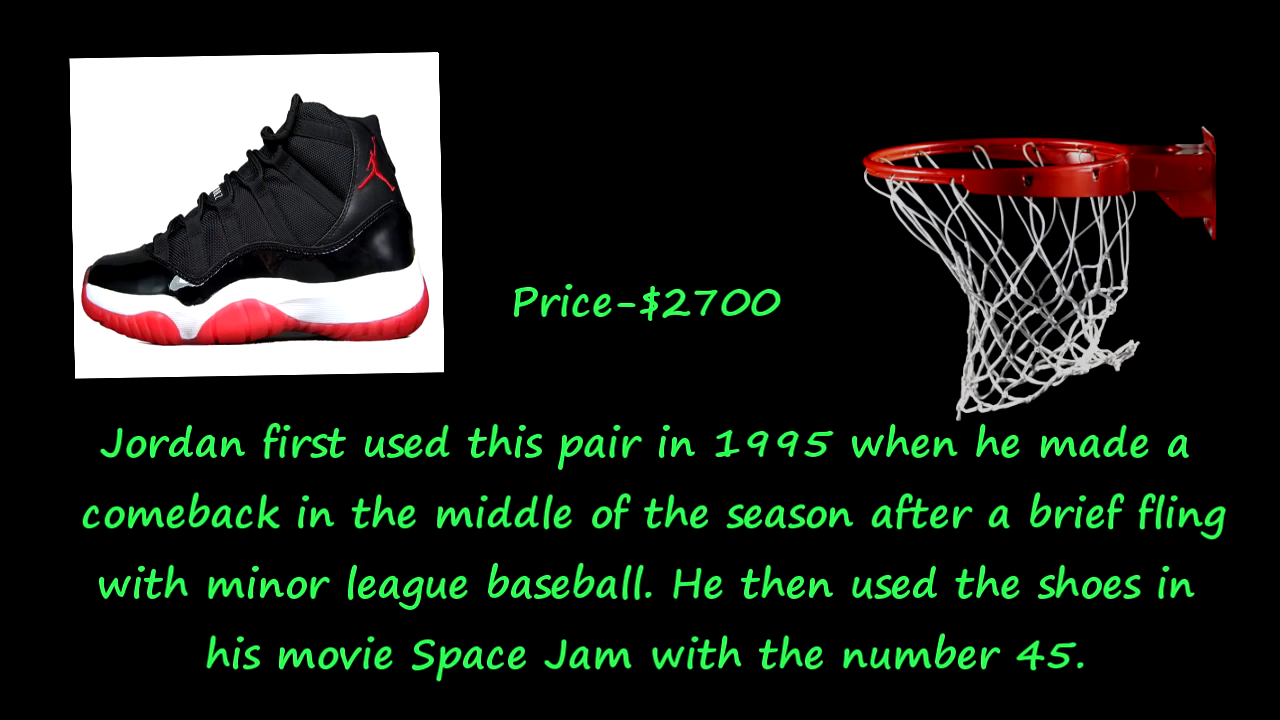 Price-$2700
Jordan first used this pair in 1995 when he made a
comeback in the middle of the season after a brief fling
with minor league baseball. He then used the shoes in
his movie Space Jam with the number 45.